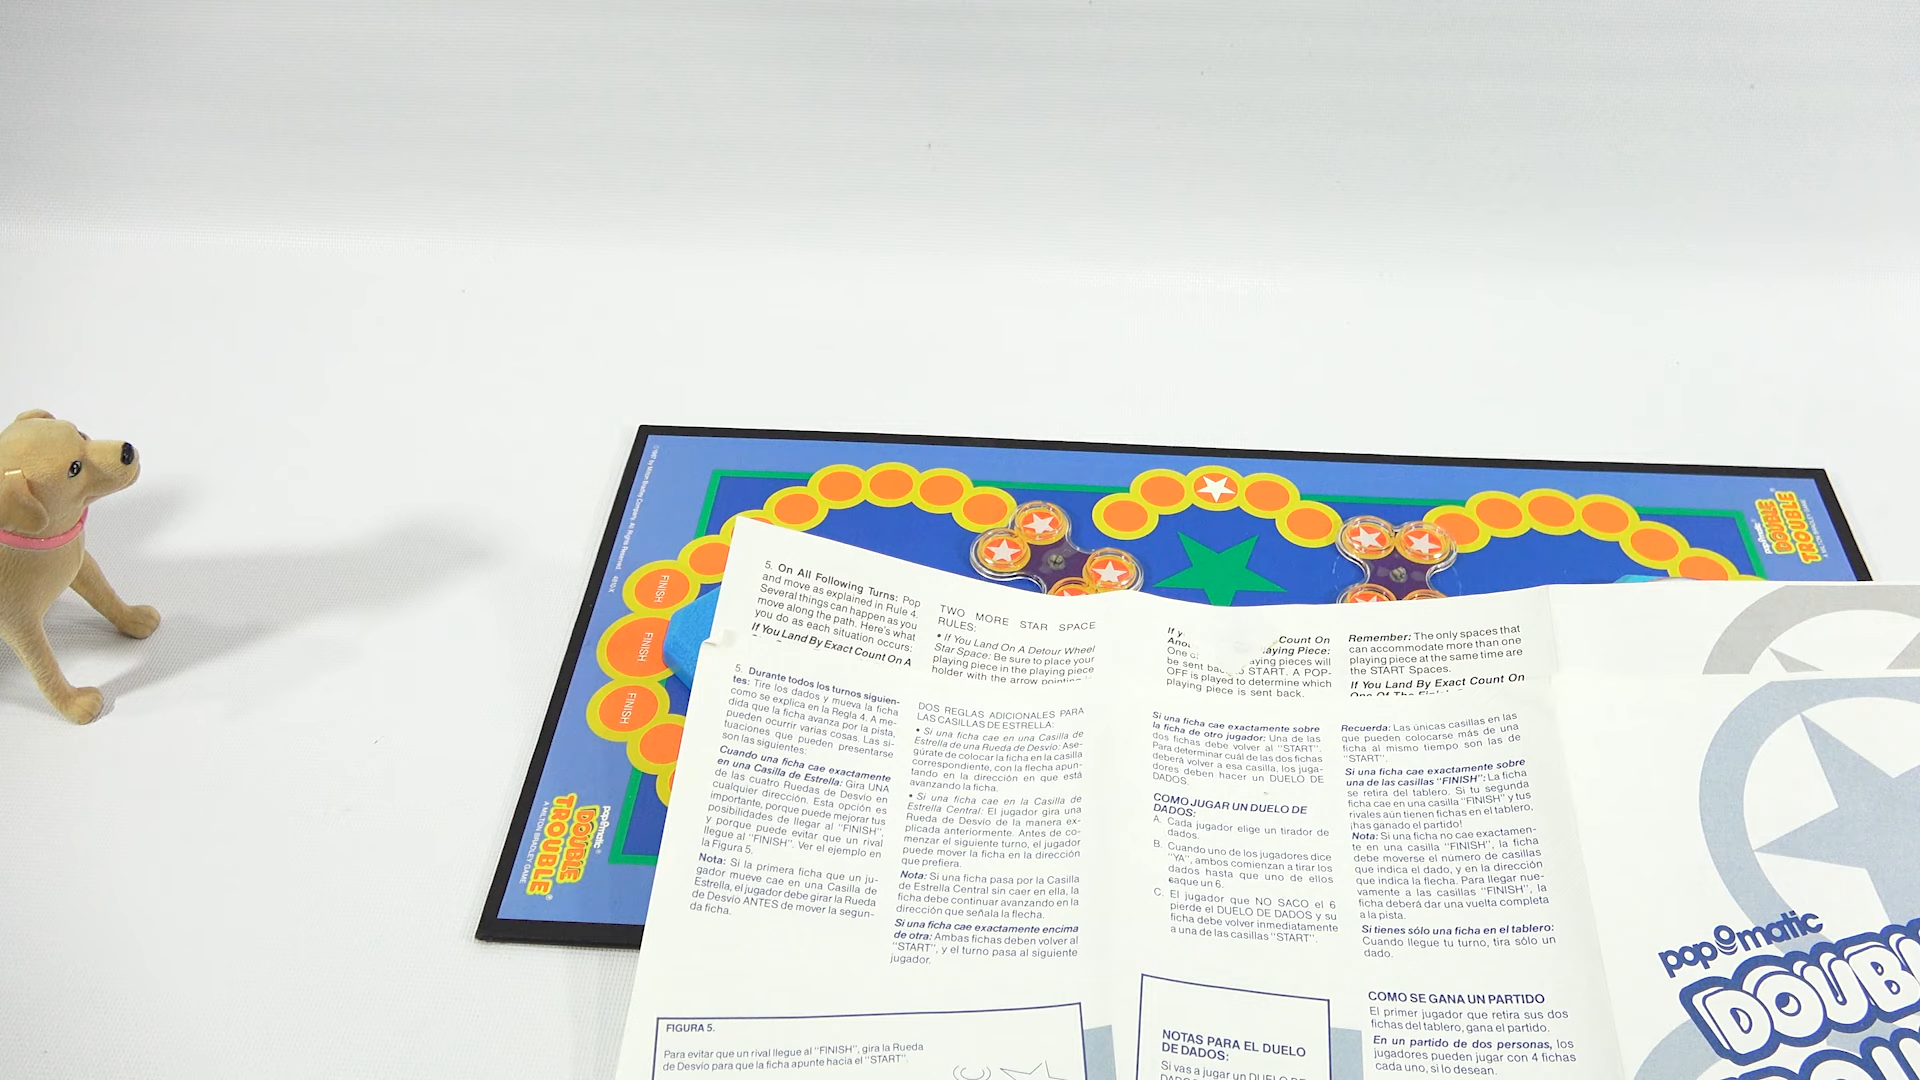 © 1987 by Milton Bradley Company. All Rights Reserved.
FINISH
FINISH
FINISH
pop-o-matic®
DOUBLE
TROUBLE®
A MILTON BRADLEY GAME
pop-o-matic®
DOUBLE
TROUBLE
A MILTON BRADLEY GAME
5. On All Following Turns: Pop
and move as explained in Rule 4.
Several things can happen as you
move along the path. Here's what
you do as each situation occurs:
If You Land By Exact Count On A
TWO MORE STAR SPACE
RULES:
• If You Land On A Detour Wheel
Star Space: Be sure to place your
playing piece in the playing piece
holder with the arrow pointing
Count On
aying Piece:
aying pieces will
be sent START. A POP-
OFF is played to determine which
playing piece is sent back.
Remember: The only spaces that
can accommodate more than one
playing piece at the same time are
the START Spaces.
If You Land By Exact Count On
One Of The
5. Durante todos los turnos siguien-
tes: Tire los dados y mueva la ficha
como se explica en la Regla 4. A me-
dida que la ficha avanza por la pista,
pueden ocurrir varias cosas. Las si-
tuaciones que pueden presentarse
son las siguientes:
Cuando una ficha cae exactamente
en una Casilla de Estrella: Gira UNA
de las cuatro Ruedas de Desvío en
cualquier dirección. Esta opción es
importante, porque puede mejorar tus
posibilidades de llegar al "FINISH",
y porque puede evitar que un rival
llegue al "FINISH". Ver el ejemplo en
la Figura 5.
Nota: Si la primera ficha que un ju-
gador mueve cae en una Casilla de
Estrella, el jugador debe girar la Rueda
de Desvío ANTES de mover la segun-
da ficha.
DOS REGLAS ADICIONALES PARA
LAS CASILLAS DE ESTRELLA:
• Si una ficha cae en una Casilla de
Estrella de una Rueda de Desvío: Ase-
gúrate de colocar la ficha en la casilla
correspondiente, con la flecha apun-
tando en la dirección en que está
avanzando la ficha.
• Si una ficha cae en la Casilla de
Estrella Central: El jugador gira una
Rueda de Desvío de la manera ex-
plicada anteriormente. Antes de co-
menzar el siguiente turno, el jugador
puede mover la ficha en la dirección
que prefiera.
Nota: Si una ficha pasa por la Casilla
de Estrella Central sin caer en ella, la
ficha debe continuar avanzando en la
dirección que señala la flecha.
Si una ficha cae exactamente encima
de otra: Ambas fichas deben volver al
"START", y el turno pasa al siguiente
jugador.
Si una ficha cae exactamente sobre
la ficha de otro jugador: Una de las
dos fichas debe volver al "START".
Para determinar cuál de las dos fichas
deberá volver a esa casilla, los juga-
dores deben hacer un DUELO DE
DADOS.
COMO JUGAR UN DUELO DE
DADOS:
A. Cada jugador elige un tirador de
dados.
B. Cuando uno de los jugadores dice
"YA", ambos comienzan a tirar los
dados hasta que uno de ellos
saque un 6.
C. El jugador que NO SACO el 6
pierde el DUELO DE DADOS y su
ficha debe volver inmediatamente
a una de las casillas "START".
Recuerda: Las únicas casillas en las
que pueden colocarse más de una
ficha al mismo tiempo son las de
"START".
Si una ficha cae exactamente sobre
una de las casillas "FINISH": La ficha
se retira del tablero. Si tu segunda
ficha cae en una casilla "FINISH" y tus
rivales aún tienen fichas en el tablero,
¡has ganado el partido!
Nota: Si una ficha no cae exactamen-
te en una casilla "FINISH", la ficha
debe moverse el número de casillas
que indica el dado, y en la dirección
que indica la flecha. Para llegar nue-
vamente a las casillas "FINISH", la
ficha deberá dar una vuelta completa
a la pista.
Si tienes sólo una ficha en el tablero:
Cuando llegue tu turno, tira sólo un
dado.
COMO SE GANA UN PARTIDO
El primer jugador que retira sus dos
fichas del tablero, gana el partido.
En un partido de dos personas, los
jugadores pueden jugar con 4 fichas
cada uno, si lo desean.
FIGURA 5.
Para evitar que un rival llegue al "FINISH", gira la Rueda
de Desvío para que la ficha apunte hacia el "START".
NOTAS PARA EL DUELO
DE DADOS:
Si vas a jugar un DUELO DE
pop-o-matic
DOUB